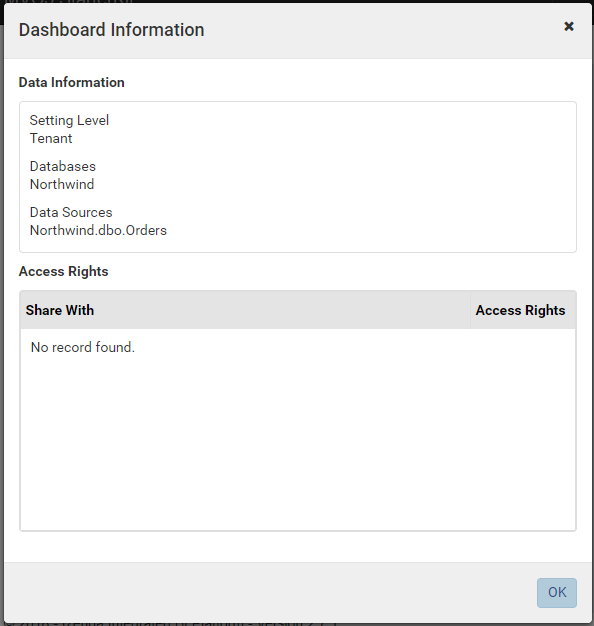 Dashboard Information
Data Information
Setting Level
Tenant
Databases
Northwind
Data Sources
Northwind.dbo.Orders
Access Rights
Share With Access Rights
No record found.
OK